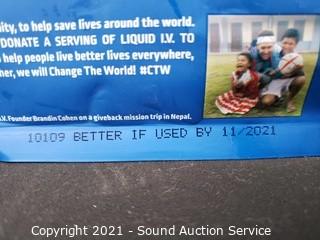 ity, to help save lives around the world.
DONATE A SERVING OF LIQUID I.V. TO
o help people live better lives everywhere,
her, we will Change The World! #CTW
.V. Founder Brandin Cohen on a giveback mission trip in Nepal.
10109 BETTER IF USED BY 11/2021
Copyright 2021 - Sound Auction Service